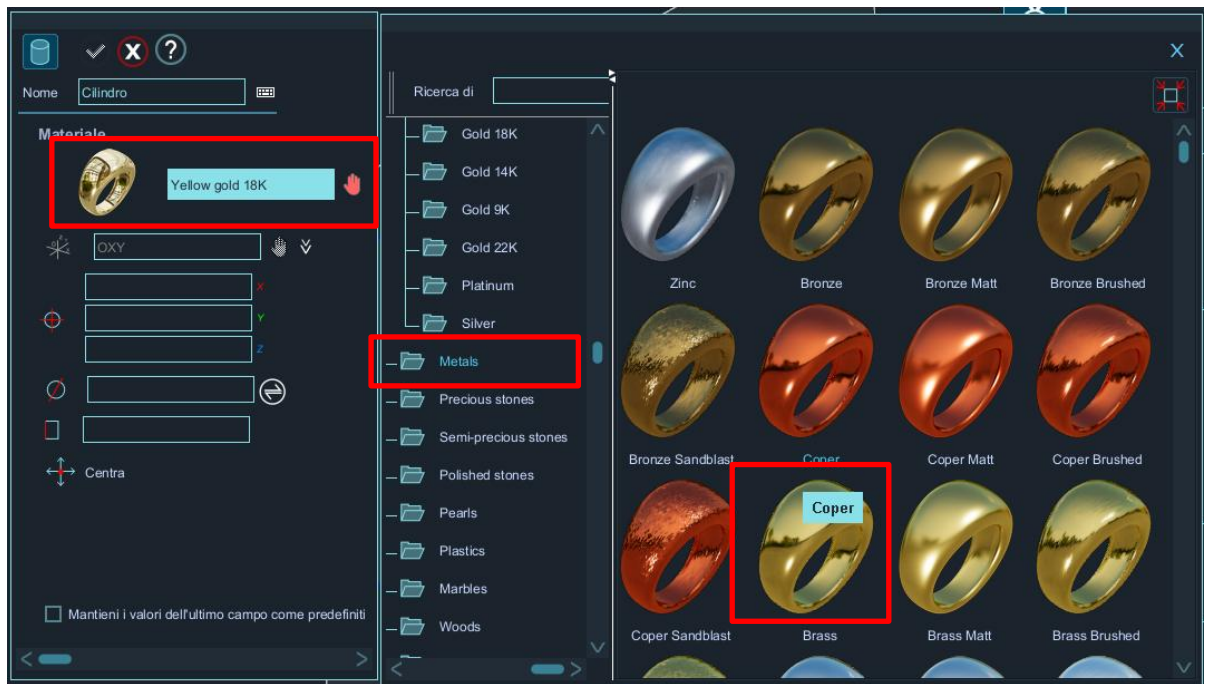 X
?
X
Nome
Cilindro
Ricerca di
Materiale
Yellow gold 18K
OXY
X
Y
Z
Centra
Mantieni i valori dell'ultimo campo come predefiniti
Gold 18K
Gold 14K
Gold 9K
Gold 22K
Platinum
Silver
Metals
Precious stones
Semi-precious stones
Polished stones
Pearls
Plastics
Marbles
Woods
Zinc
Bronze
Bronze Matt
Bronze Brushed
Bronze Sandblast
Coper
Coper Matt
Coper Brushed
Coper
Coper Sandblast
Brass
Brass Matt
Brass Brushed